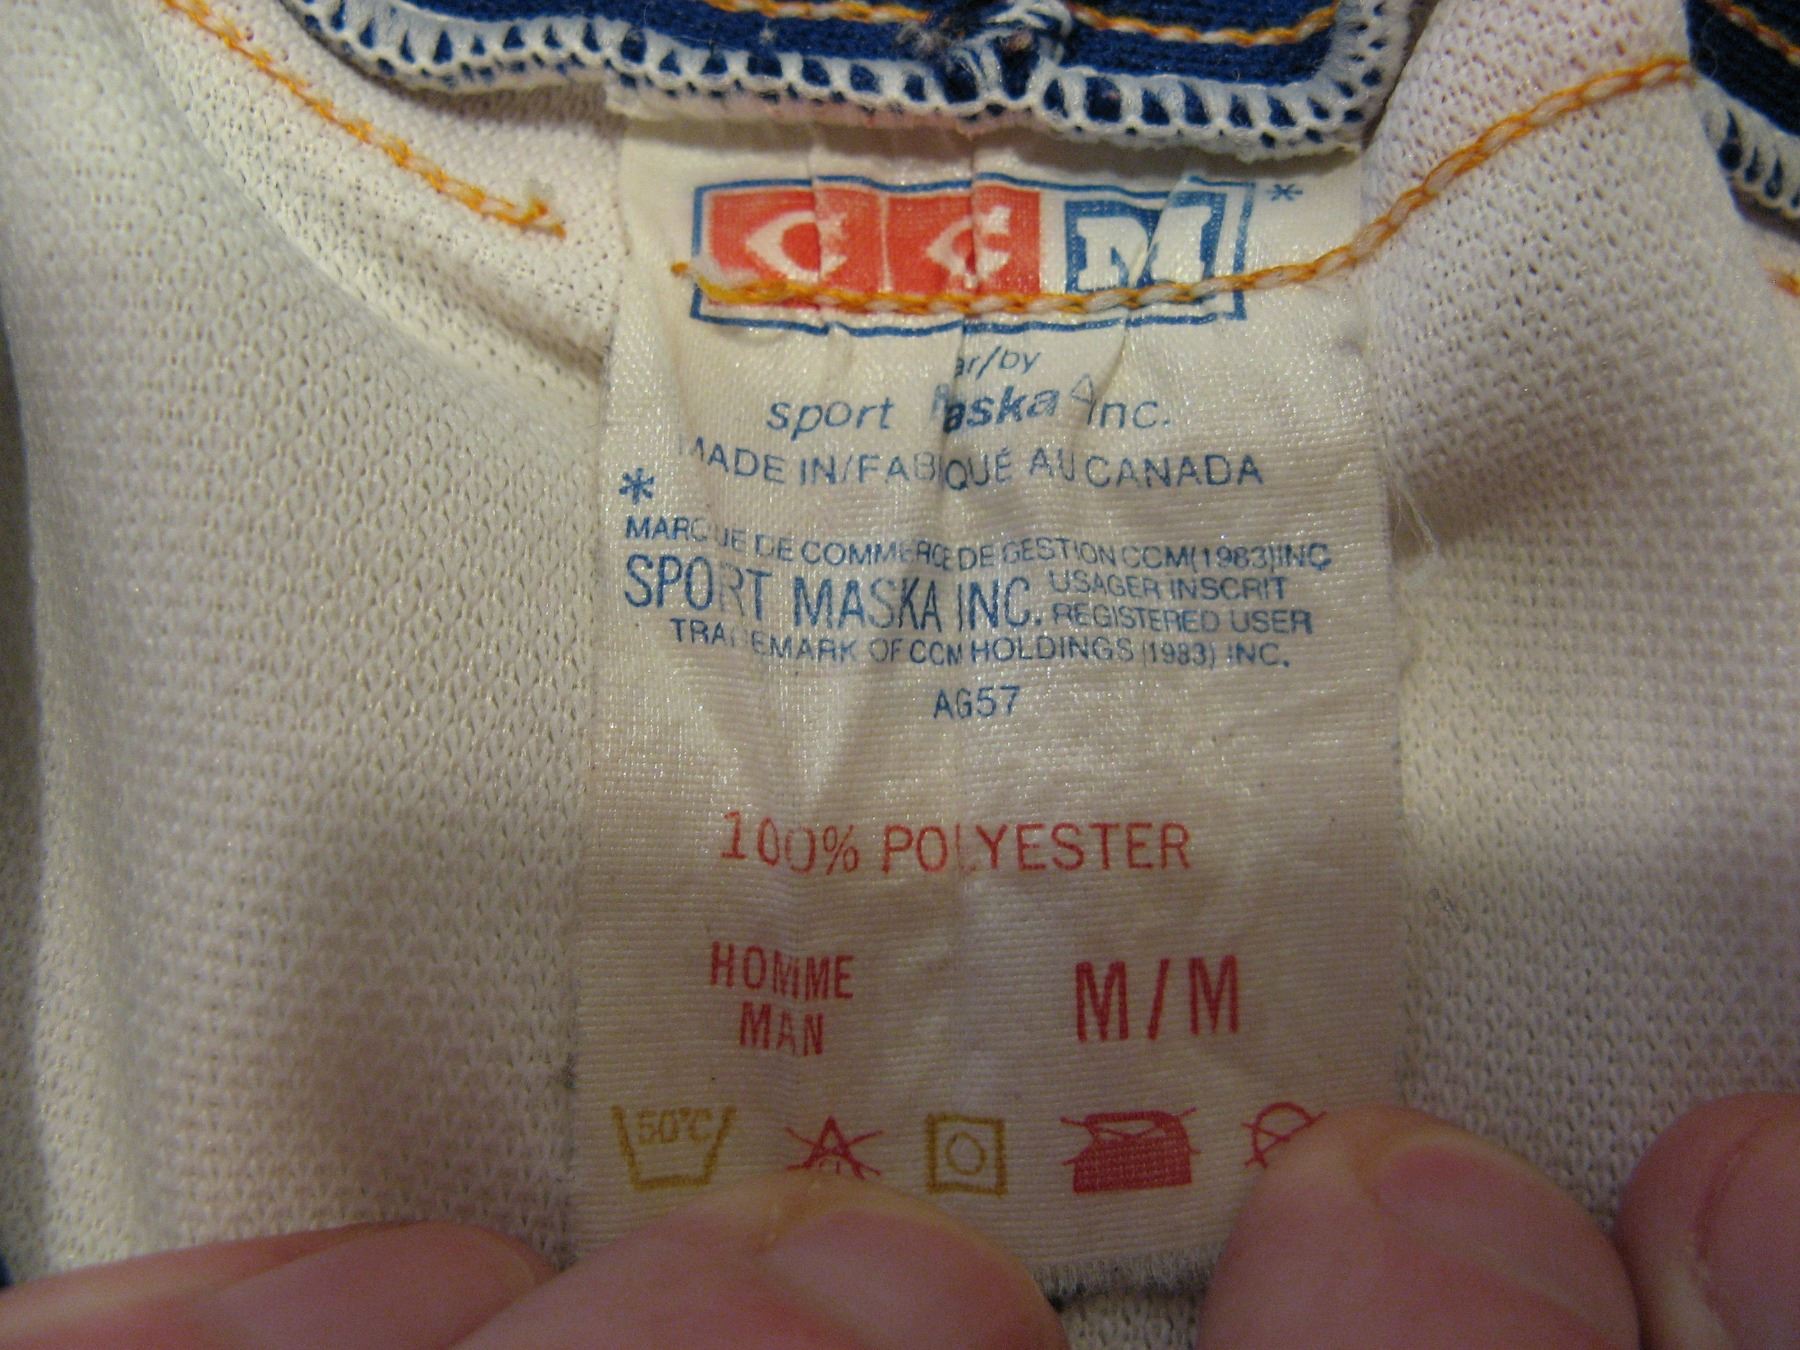 CCM*
ar/by
sport Maska inc.
MADE IN/FABRIQUÉ AU CANADA
*
MARQUE DE COMMERCE DE GESTION CCM(1983)INC
SPORT MASKA INC. USAGER INSCRIT
REGISTERED USER
TRADEMARK OF CCM HOLDINGS (1983) INC.
AG57
100% POLYESTER
HOMME
MAN
M/M
50°C